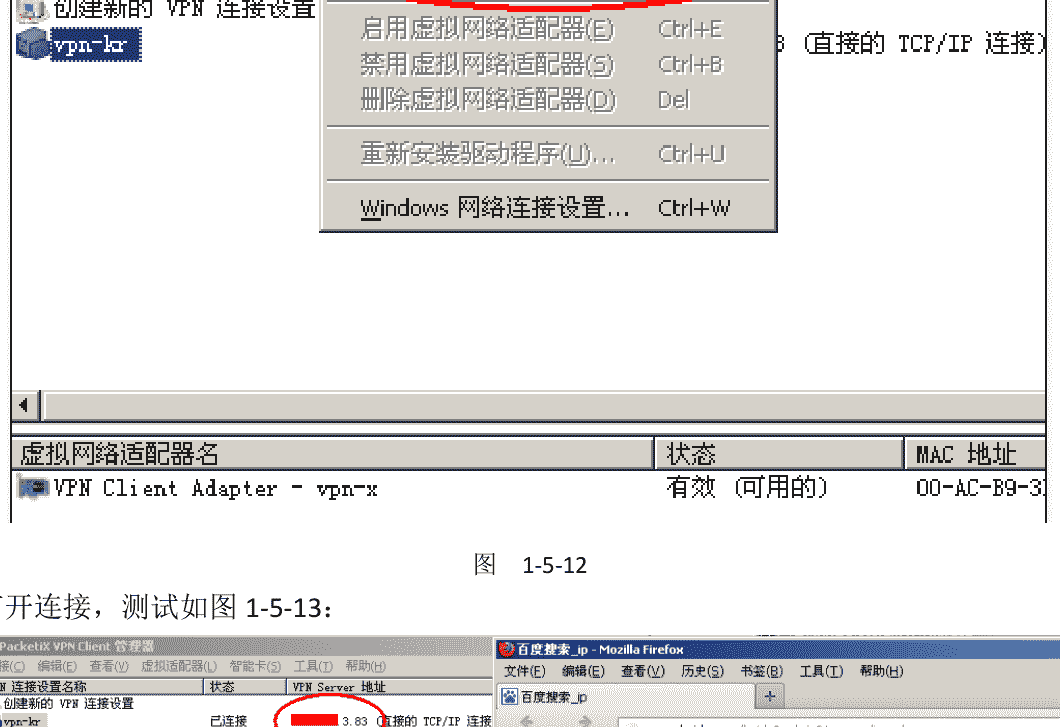 创建新的 VPN 连接设置
启用虚拟网络适配器(E) Ctrl+E
vpn-kr 3 (直接的 TCP/IP 连接)
禁用虚拟网络适配器(S) Ctrl+B
删除虚拟网络适配器(D) Del
重新安装驱动程序(U)... Ctrl+U
Windows 网络连接设置... Ctrl+W
虚拟网络适配器名 状态 MAC 地址
VPN Client Adapter - vpn-x 有效 (可用的) 00-AC-B9-3
图 1-5-12
打开连接，测试如图 1-5-13：
PacketiX VPN Client 管理器
接(C) 编辑(E) 查看(V) 虚拟适配器(L) 智能卡(S) 工具(T) 帮助(H)
N 连接设置名称 状态 VPN Server 地址
创建新的 VPN 连接设置
vpn-kr 已连接 3.83 (直接的 TCP/IP 连接
百度搜索_ip - Mozilla Firefox
文件(F) 编辑(E) 查看(V) 历史(S) 书签(B) 工具(T) 帮助(H)
百度搜索_ip +